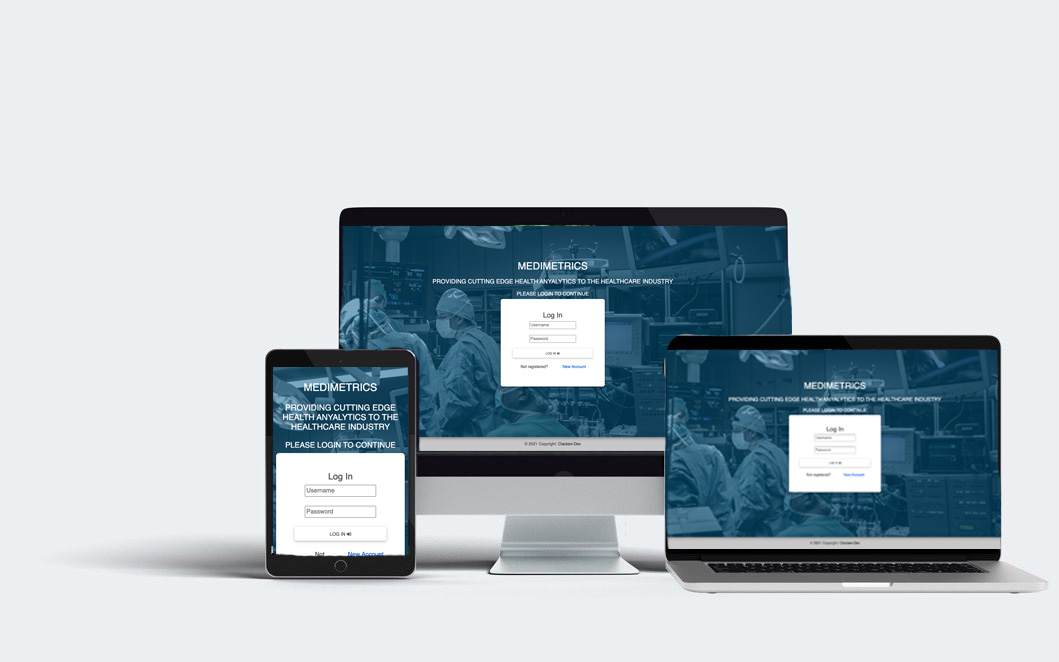 MEDIMETRICS
PROVIDING CUTTING EDGE HEALTH ANYALYTICS TO THE HEALTHCARE INDUSTRY
PLEASE LOGIN TO CONTINUE
Log In
Username
Password
LOG IN
Not registered? New Account
© 2021 Copyright: Clacken-Dev
MEDIMETRICS
PROVIDING CUTTING EDGE
HEALTH ANYALYTICS TO THE
HEALTHCARE INDUSTRY
PLEASE LOGIN TO CONTINUE
Log In
Username
Password
LOG IN
Not New Account
MEDIMETRICS
PROVIDING CUTTING EDGE HEALTH ANYALYTICS TO THE HEALTHCARE INDUSTRY
PLEASE LOGIN TO CONTINUE
Log In
Username
Password
LOG IN
Not registered? New Account
© 2021 Copyright: Clacken-Dev